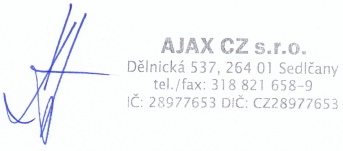 AJAX CZ s.r.o.
Dělnická 537, 264 01 Sedlčany
tel./fax: 318 821 658-9
IČ: 28977653 DIČ: CZ28977653